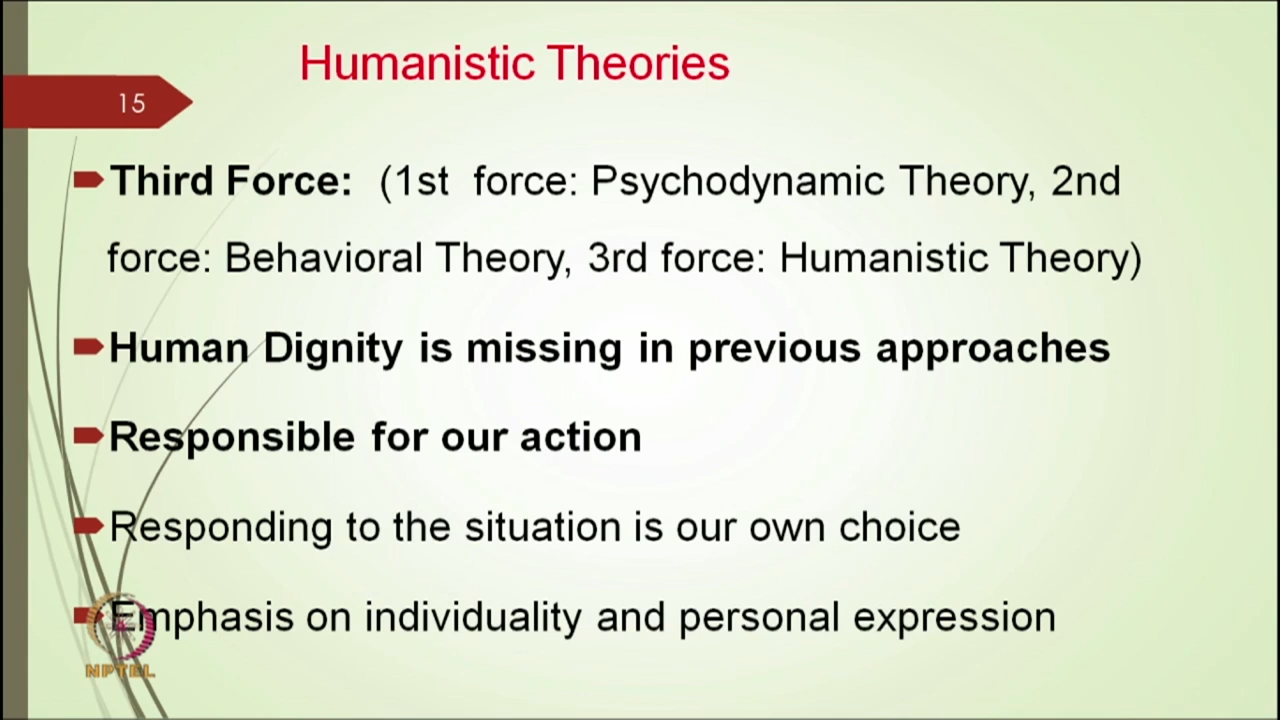 Humanistic Theories
15
Third Force: (1st force: Psychodynamic Theory, 2nd
force: Behavioral Theory, 3rd force: Humanistic Theory)
Human Dignity is missing in previous approaches
Responsible for our action
Responding to the situation is our own choice
Emphasis on individuality and personal expression
NPTEL